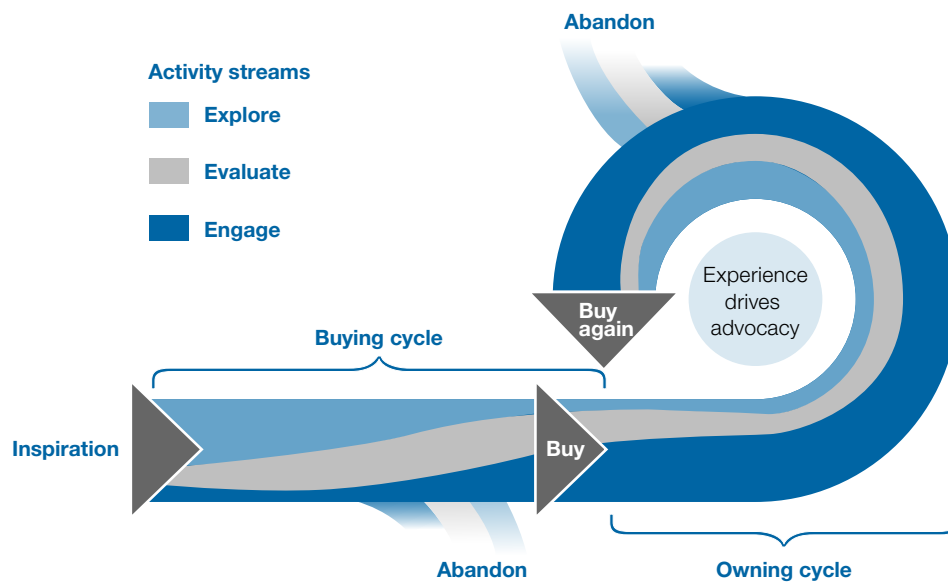 Abandon
Activity streams
Explore
Evaluate
Engage
Experience
drives
advocacy
Buy
again
Buying cycle
Inspiration
Buy
Abandon
Owning cycle